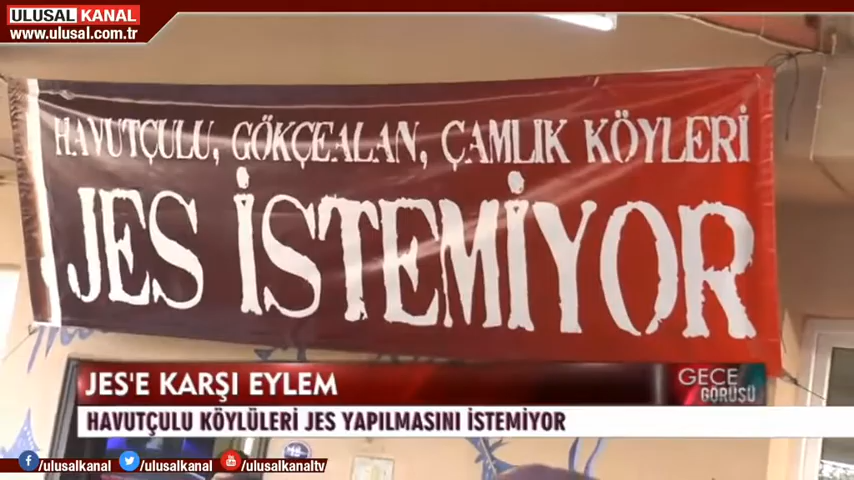 ULUSAL KANAL
www.ulusal.com.tr
HAVUTÇULU, GÖKÇEALAN, ÇAMLIK KÖYLERİ
JES İSTEMİYOR
JES'E KARŞI EYLEM
GECE
GÖRÜŞÜ
HAVUTÇULU KÖYLÜLERİ JES YAPILMASINI İSTEMİYOR
/ulusalkanal /ulusalkanal /ulusalkanaltv